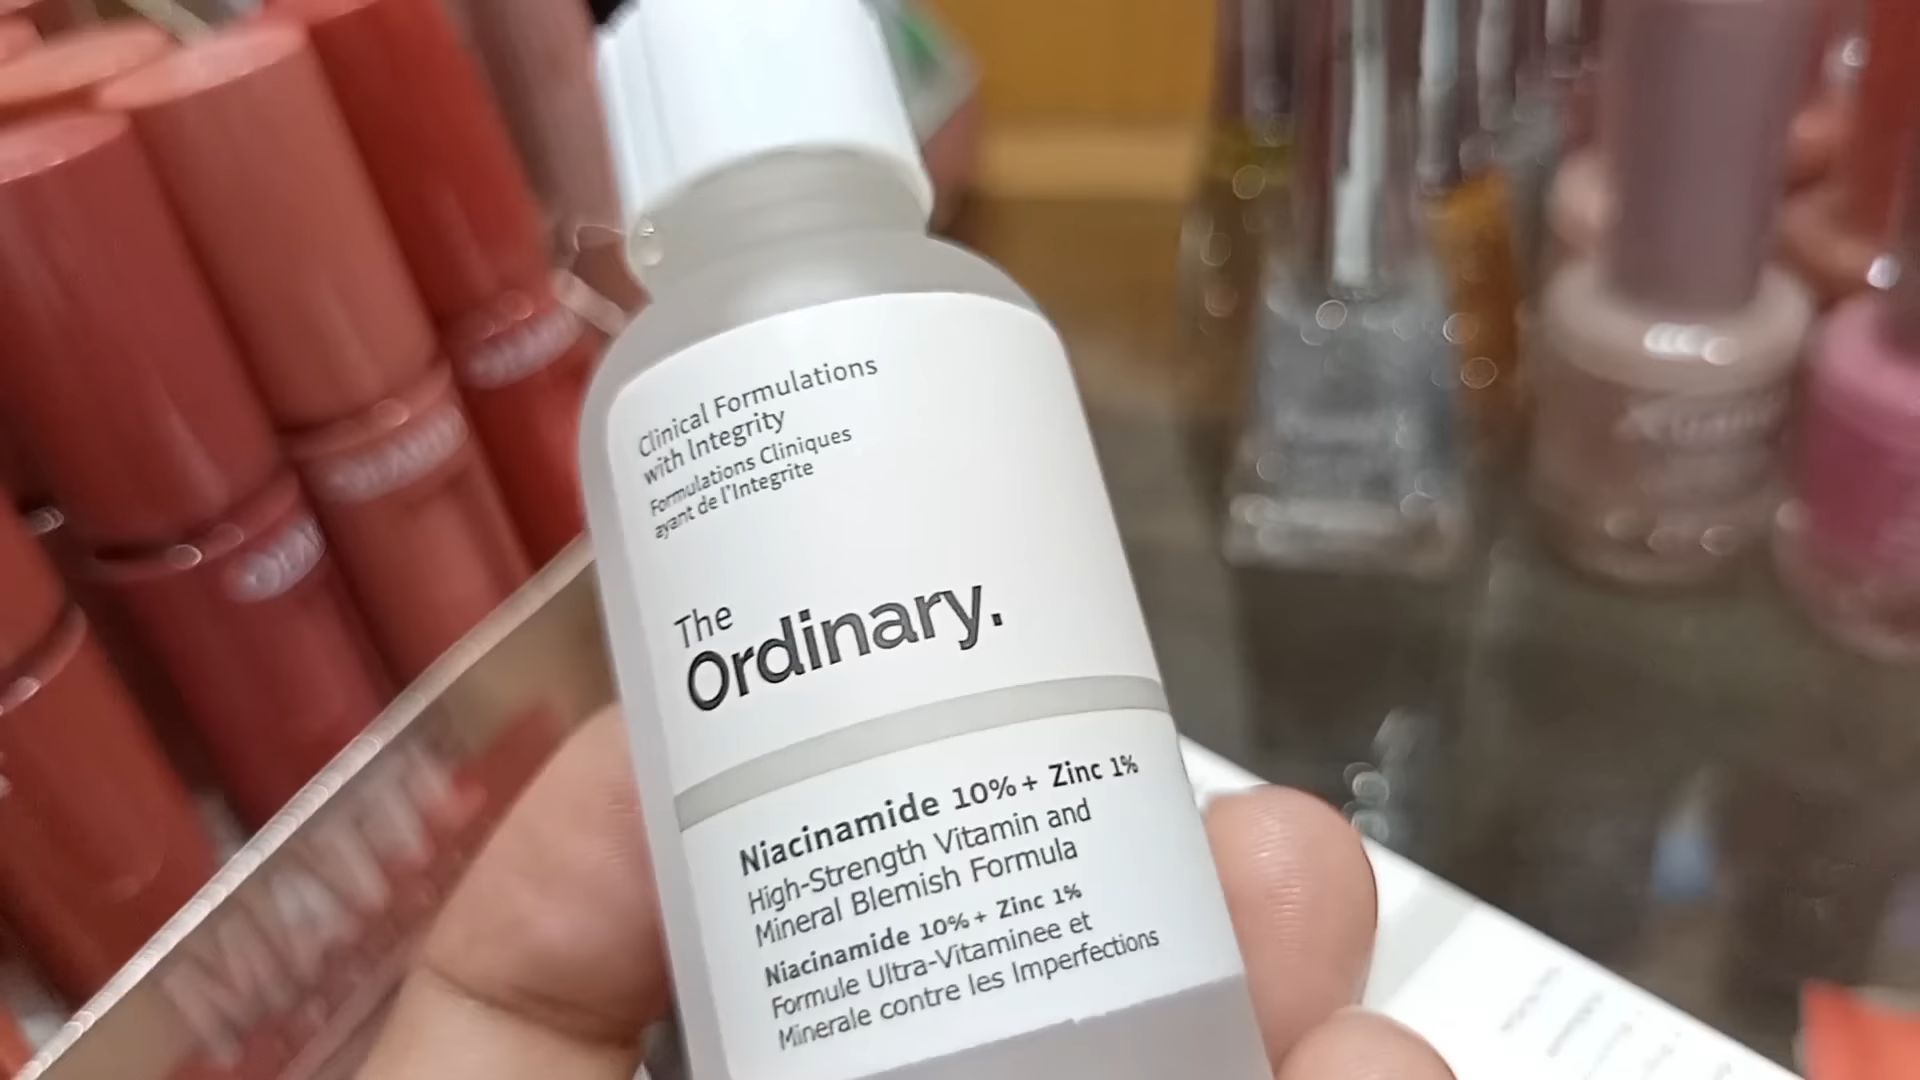 Clinical Formulations
with Integrity
Formulations Cliniques
ayant de l'Integrite
The
Ordinary.
Niacinamide 10% + Zinc 1%
High-Strength Vitamin and
Mineral Blemish Formula
Niacinamide 10% + Zinc 1%
Formule Ultra-Vitaminee et
Minerale contre les Imperfections